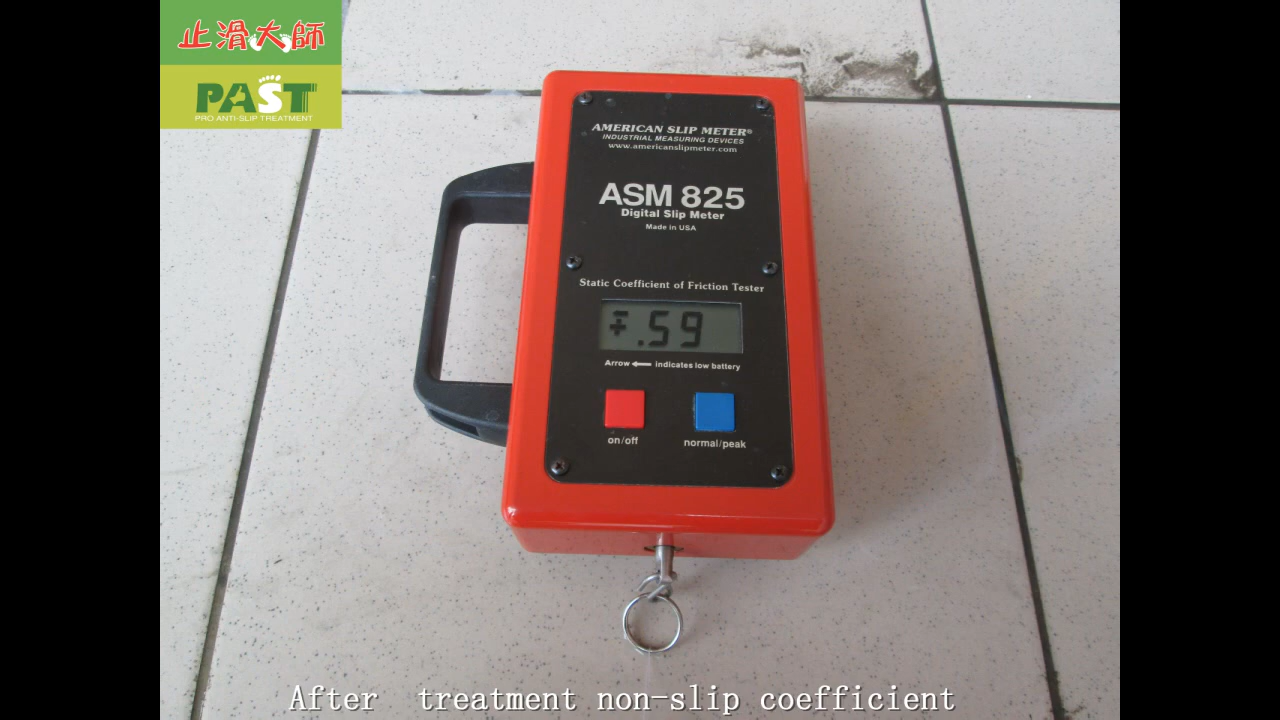 止滑大師
PAST
PRO ANTI-SLIP TREATMENT
AMERICAN SLIP METER®
INDUSTRIAL MEASURING DEVICES
www.americanslipmeter.com
ASM 825
Digital Slip Meter
Made in USA
Static Coefficient of Friction Tester
.59
Arrow ← indicates low battery
on/off normal/peak
After treatment non-slip coefficient